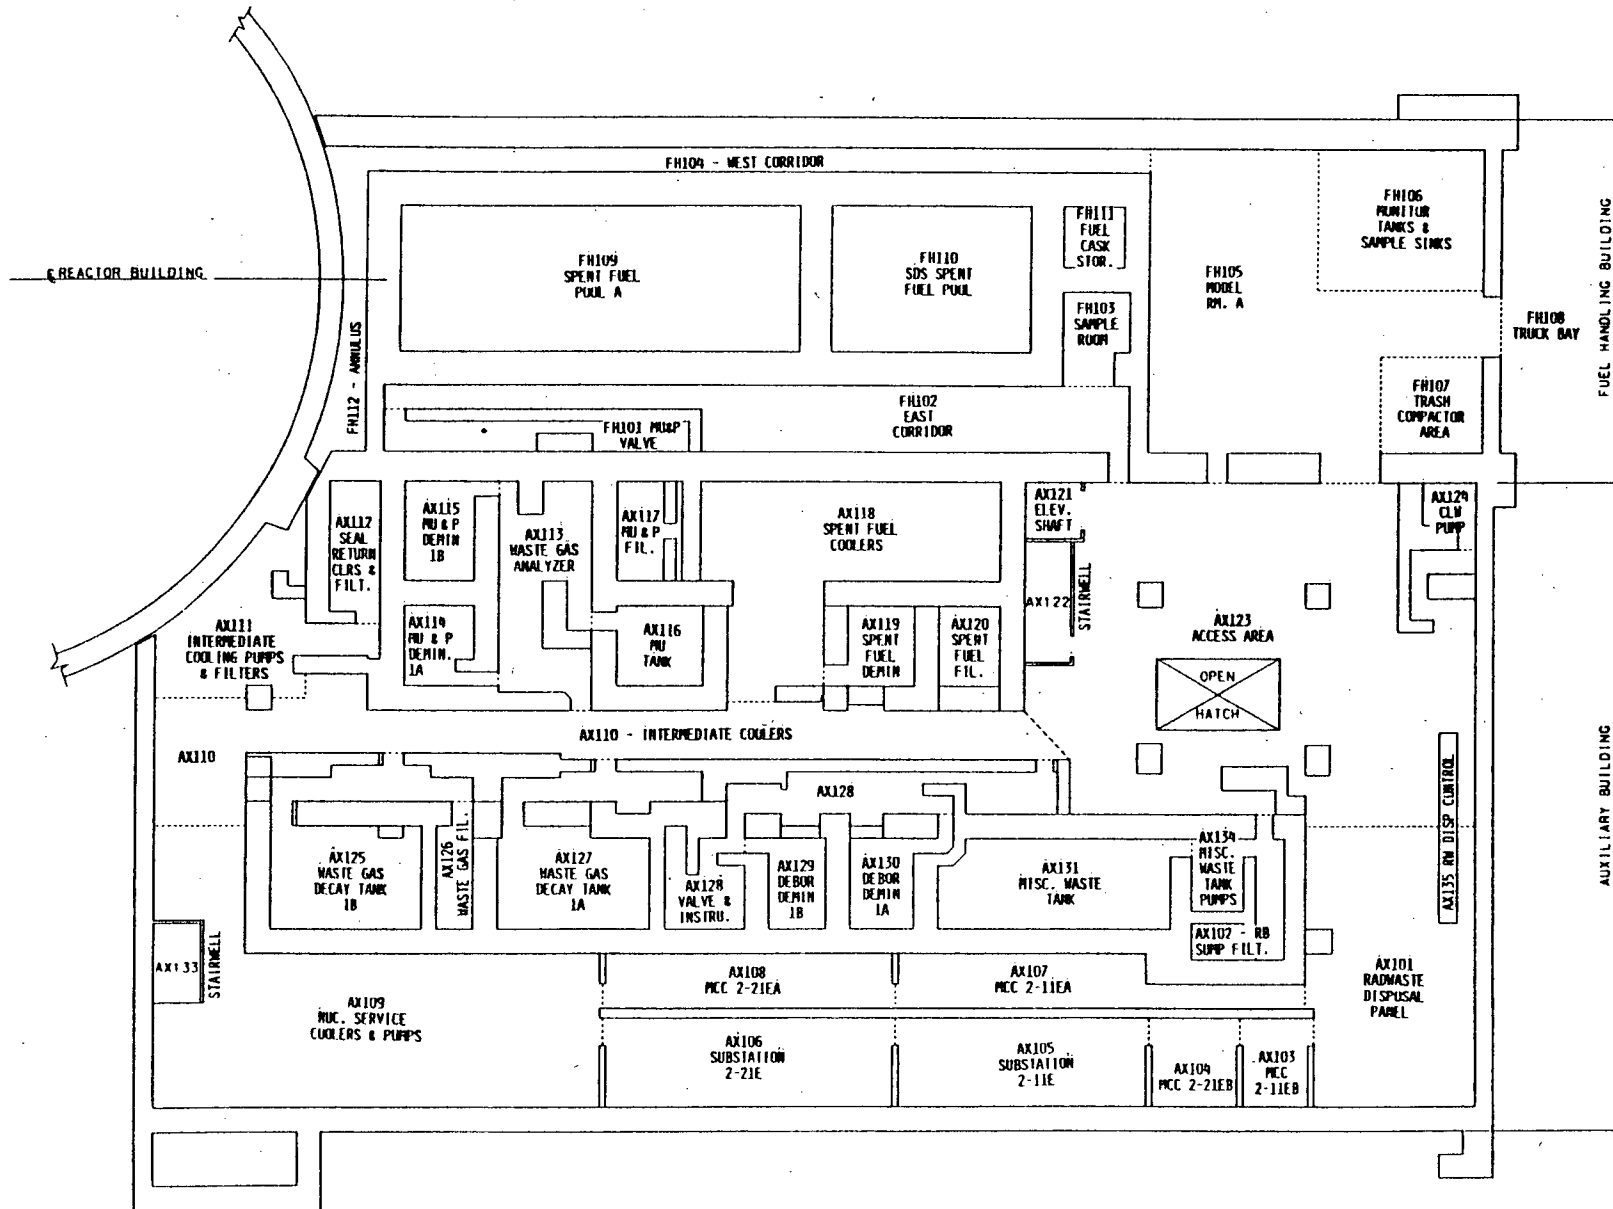 FH104 - WEST CORRIDOR
FH106
MONITOR
TANKS &
SAMPLE SINKS
FH111
FUEL
CASK
STOR.
FH109
SPENT FUEL
POOL A
FH110
SDS SPENT
FUEL POOL
FH105
MODEL
RM. A
℄ REACTOR BUILDING
FH103
SAMPLE
ROOM
FH108
TRUCK BAY
FUEL HANDLING BUILDING
FH112 - ANNULUS
FH107
TRASH
COMPACTOR
AREA
FH102
EAST
CORRIDOR
FH101 MU&P
VALVE
AX112
SEAL
RETURN
CLRS &
FILT.
AX115
MU & P
DEMIN
1B
AX113
WASTE GAS
ANALYZER
AX117
MU & P
FIL.
AX118
SPENT FUEL
COOLERS
AX121
ELEV.
SHAFT
AX124
CLW
PUMP
AX122
STAIRWELL
AX111
INTERMEDIATE
COOLING PUMPS
& FILTERS
AX114
MU & P
DEMIN.
1A
AX116
MU
TANK
AX119
SPENT
FUEL
DEMIN
AX120
SPENT
FUEL
FIL.
AX123
ACCESS AREA
OPEN
HATCH
AX110 - INTERMEDIATE COOLERS
AX110
AX128
AX135 RW DISP CONTROL
AUXILIARY BUILDING
AX125
WASTE GAS
DECAY TANK
1B
AX126
WASTE GAS FIL.
AX127
WASTE GAS
DECAY TANK
1A
AX128
VALVE &
INSTRU.
AX129
DEBOR
DEMIN
1B
AX130
DEBOR
DEMIN
1A
AX131
MISC. WASTE
TANK
AX134
MISC.
WASTE
TANK
PUMPS
AX102 - RB
SUMP FILT.
AX133
STAIRWELL
AX109
NUC. SERVICE
COOLERS & PUMPS
AX108
MCC 2-21EA
AX107
MCC 2-11EA
AX101
RADWASTE
DISPOSAL
PANEL
AX106
SUBSTATION
2-21E
AX105
SUBSTATION
2-11E
AX104
MCC 2-21EB
AX103
MCC
2-11EB